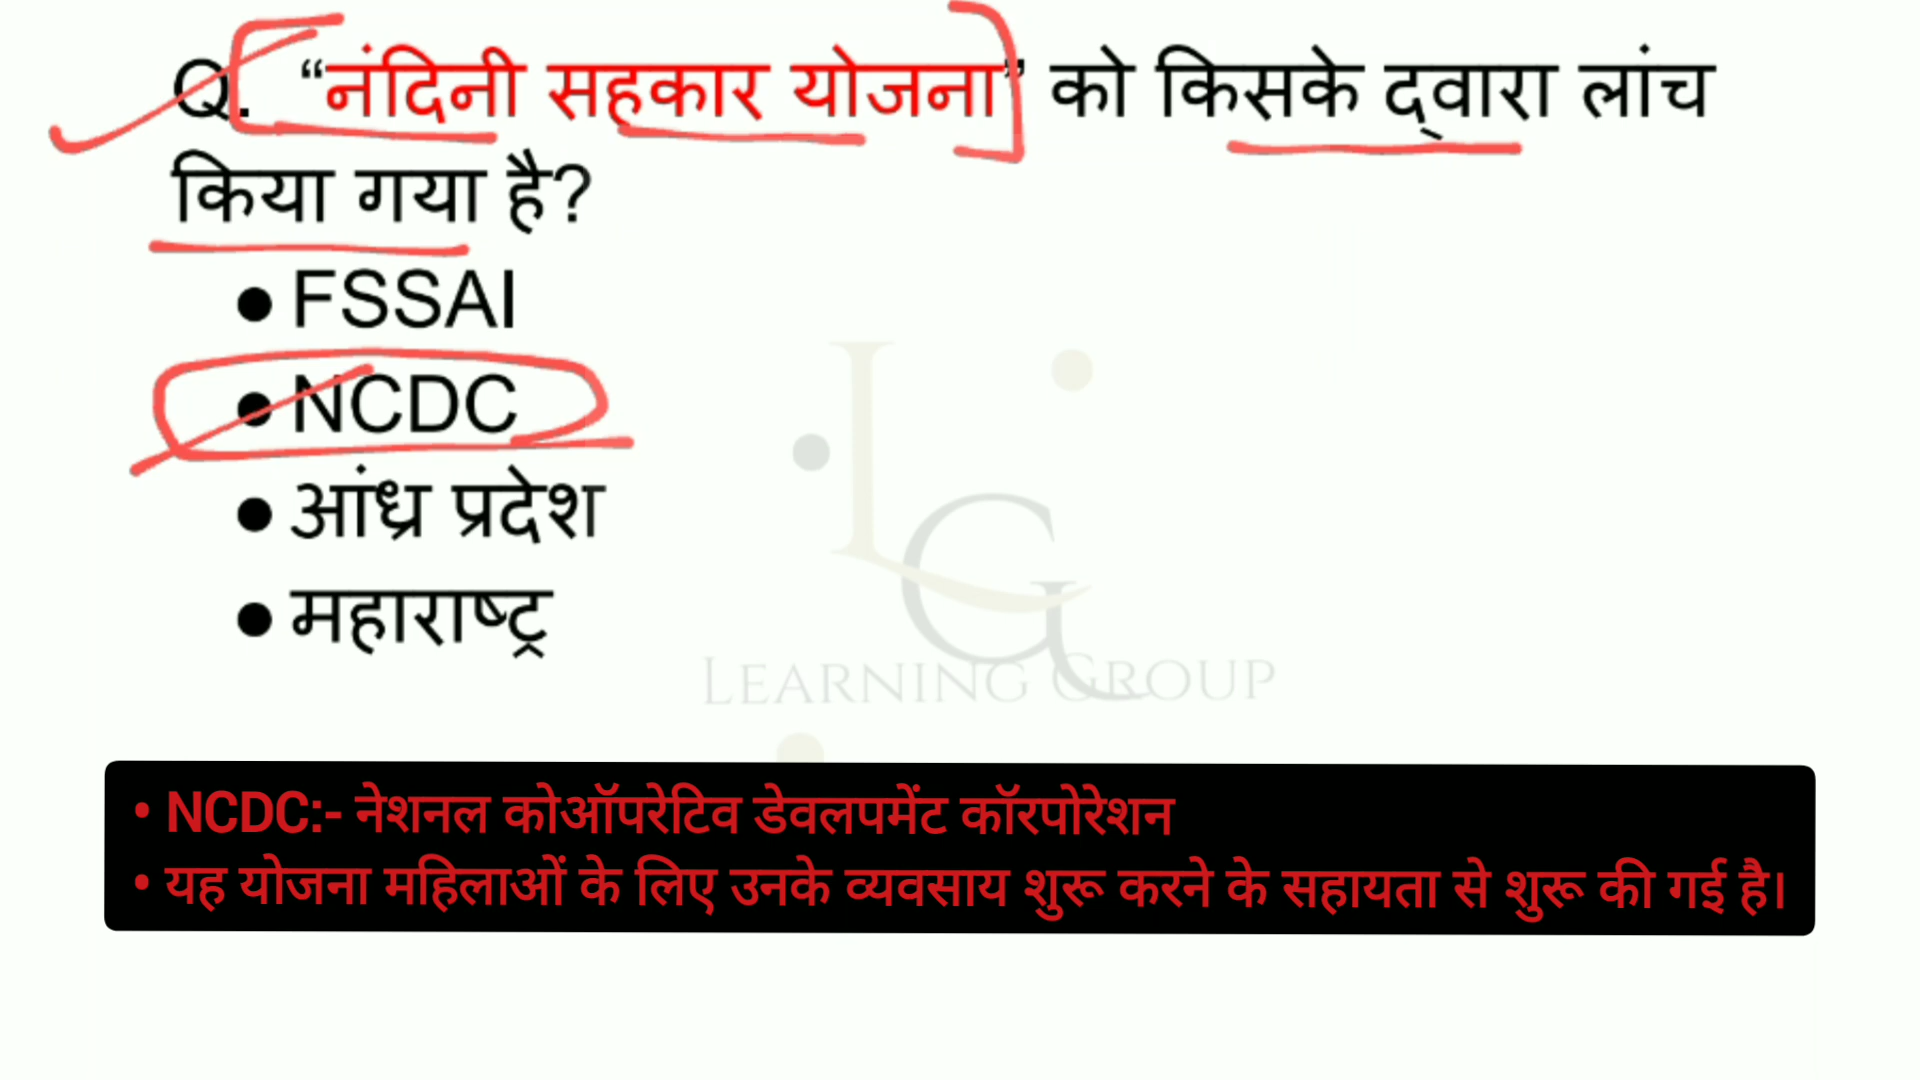 Q. “नंदिनी सहकार योजना” को किसके द्वारा लांच
किया गया है?
● FSSAI
● NCDC
● आंध्र प्रदेश
● महाराष्ट्र
LG
LEARNING GROUP
• NCDC:- नेशनल कोऑपरेटिव डेवलपमेंट कॉरपोरेशन
• यह योजना महिलाओं के लिए उनके व्यवसाय शुरू करने के सहायता से शुरू की गई है।